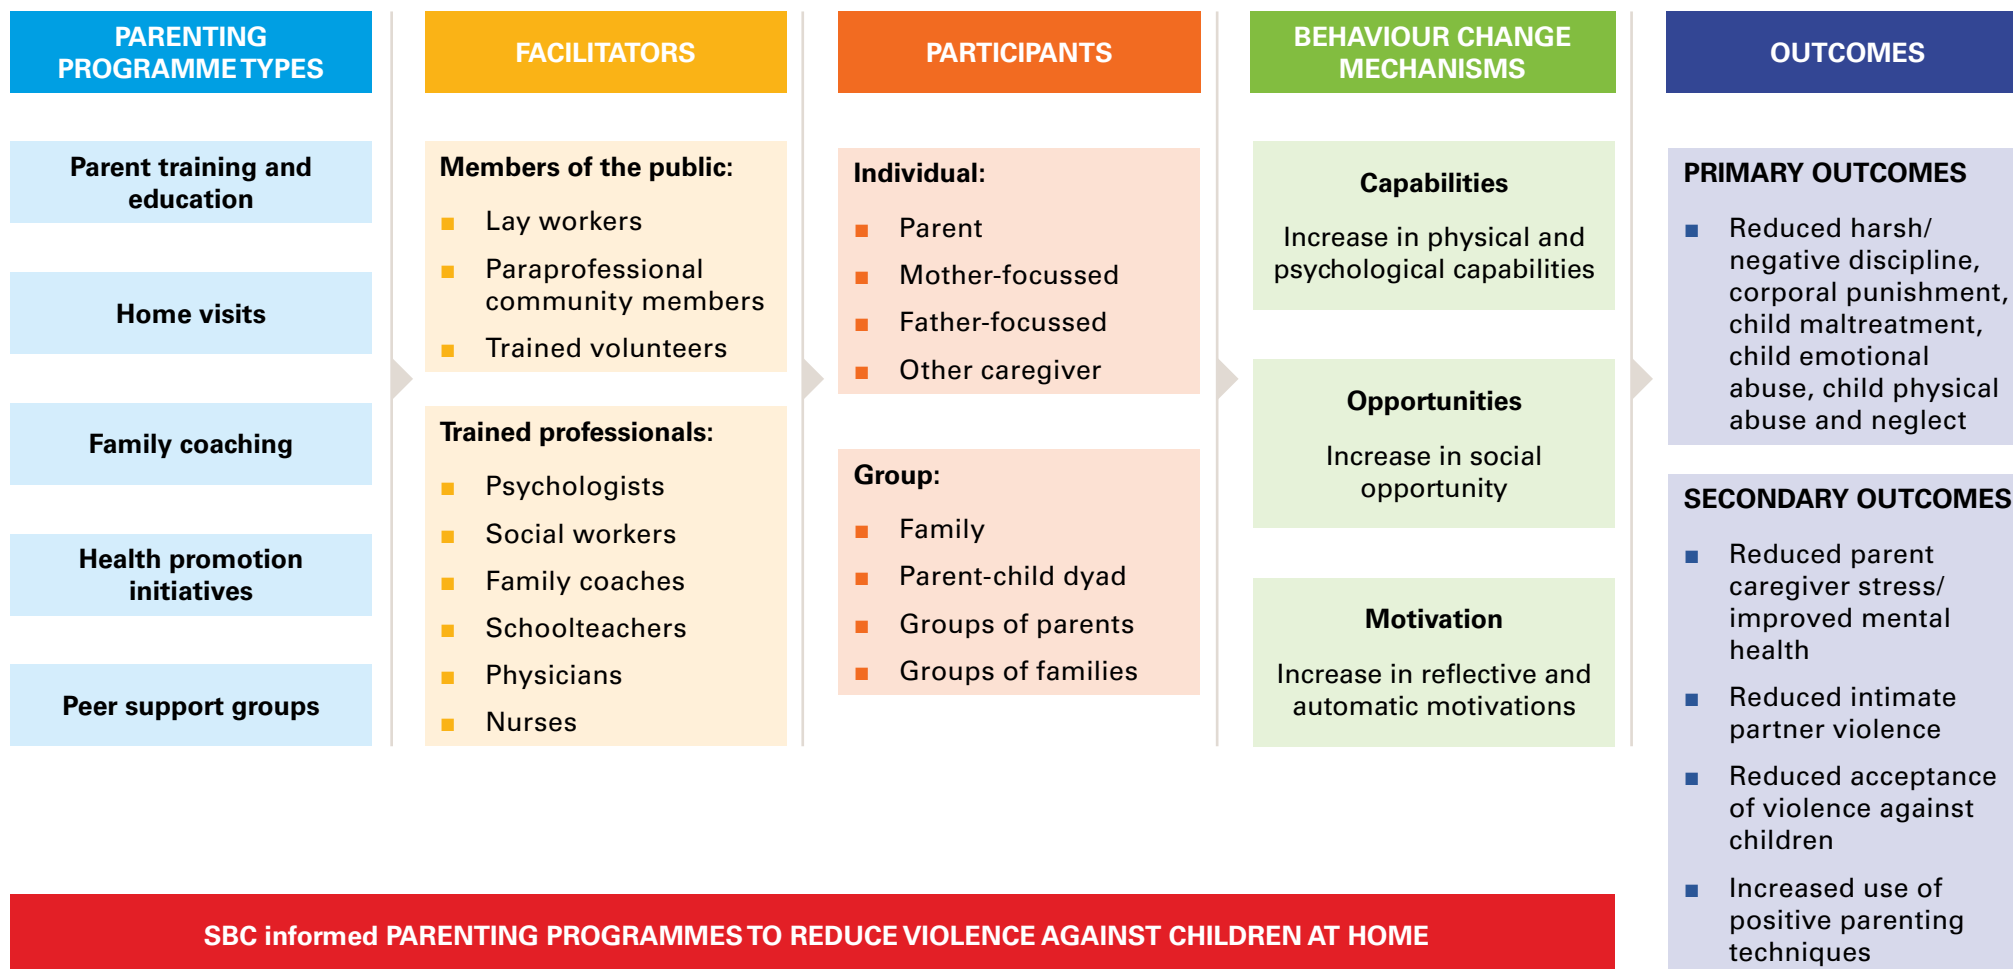 PARENTING
PROGRAMME TYPES
Parent training and
education
Home visits
Family coaching
Health promotion
initiatives
Peer support groups
FACILITATORS
Members of the public:
■ Lay workers
■ Paraprofessional
community members
■ Trained volunteers
Trained professionals:
■ Psychologists
■ Social workers
■ Family coaches
■ Schoolteachers
■ Physicians
■ Nurses
PARTICIPANTS
Individual:
■ Parent
■ Mother-focussed
■ Father-focussed
■ Other caregiver
Group:
■ Family
■ Parent-child dyad
■ Groups of parents
■ Groups of families
BEHAVIOUR CHANGE
MECHANISMS
Capabilities
Increase in physical and
psychological capabilities
Opportunities
Increase in social
opportunity
Motivation
Increase in reflective and
automatic motivations
OUTCOMES
PRIMARY OUTCOMES
■ Reduced harsh/
negative discipline,
corporal punishment,
child maltreatment,
child emotional
abuse, child physical
abuse and neglect
SECONDARY OUTCOMES
■ Reduced parent
caregiver stress/
improved mental
health
■ Reduced intimate
partner violence
■ Reduced acceptance
of violence against
children
■ Increased use of
positive parenting
techniques
SBC informed PARENTING PROGRAMMES TO REDUCE VIOLENCE AGAINST CHILDREN AT HOME